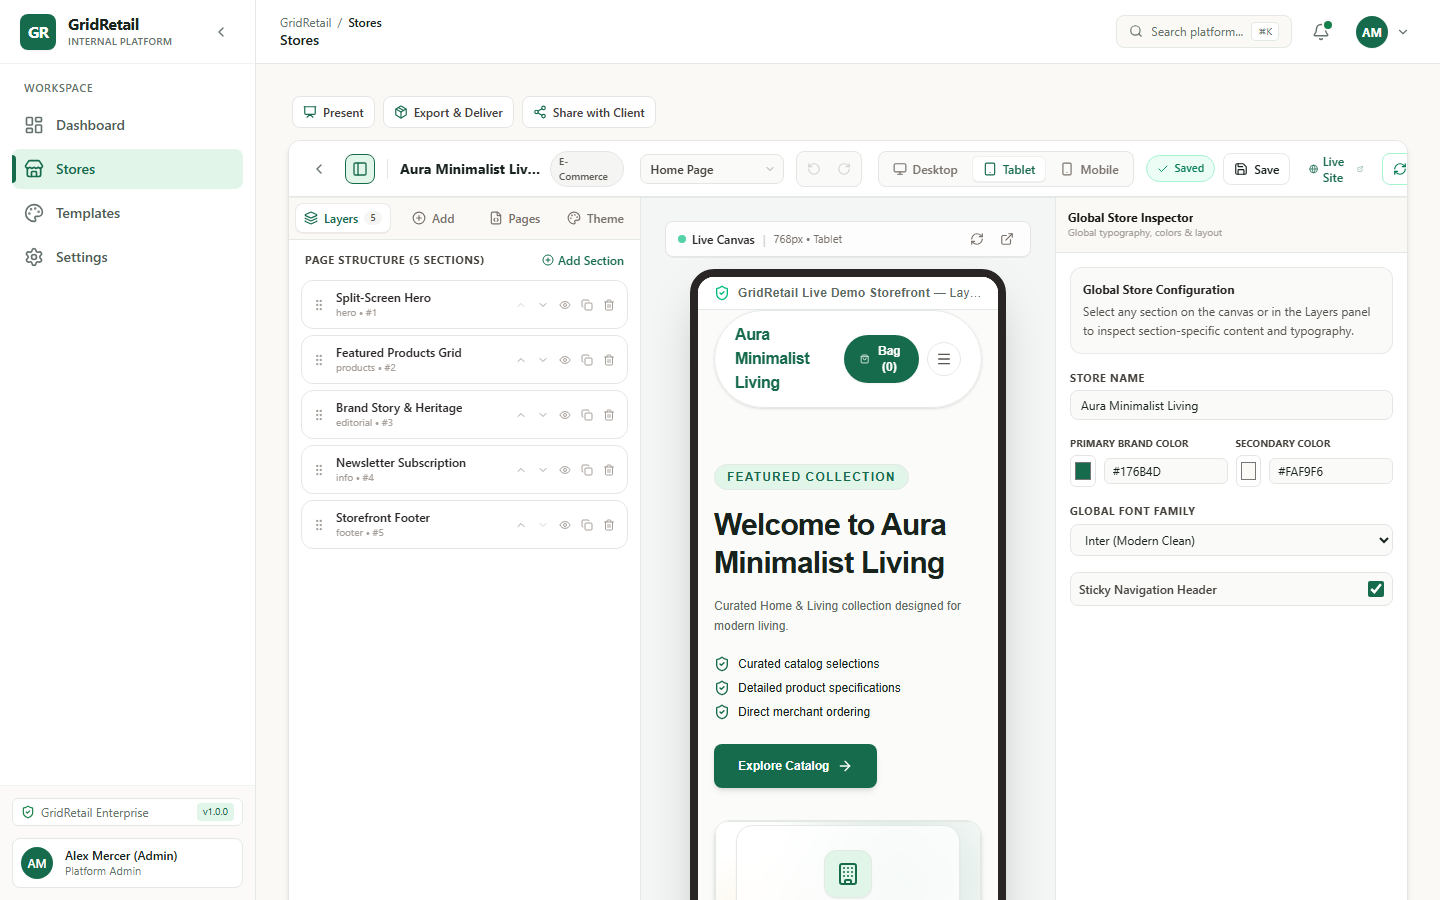 GR
GridRetail
INTERNAL PLATFORM
WORKSPACE
Dashboard
Stores
Templates
Settings
GridRetail Enterprise
v1.0.0
AM
Alex Mercer (Admin)
Platform Admin
GridRetail / Stores
Stores
Search platform...
⌘K
AM
Present
Export & Deliver
Share with Client
Aura Minimalist Liv...
E-
Commerce
Home Page
Desktop
Tablet
Mobile
Saved
Save
Live
Site
Layers
5
Add
Pages
Theme
PAGE STRUCTURE (5 SECTIONS)
Add Section
Split-Screen Hero
hero • #1
Featured Products Grid
products • #2
Brand Story & Heritage
editorial • #3
Newsletter Subscription
info • #4
Storefront Footer
footer • #5
Live Canvas
768px • Tablet
GridRetail Live Demo Storefront — Lay...
Aura
Minimalist
Living
Bag
(0)
FEATURED COLLECTION
Welcome to Aura
Minimalist Living
Curated Home & Living collection designed for
modern living.
Curated catalog selections
Detailed product specifications
Direct merchant ordering
Explore Catalog
Global Store Inspector
Global typography, colors & layout
Global Store Configuration
Select any section on the canvas or in the Layers panel
to inspect section-specific content and typography.
STORE NAME
Aura Minimalist Living
PRIMARY BRAND COLOR
SECONDARY COLOR
#176B4D
#FAF9F6
GLOBAL FONT FAMILY
Inter (Modern Clean)
Sticky Navigation Header